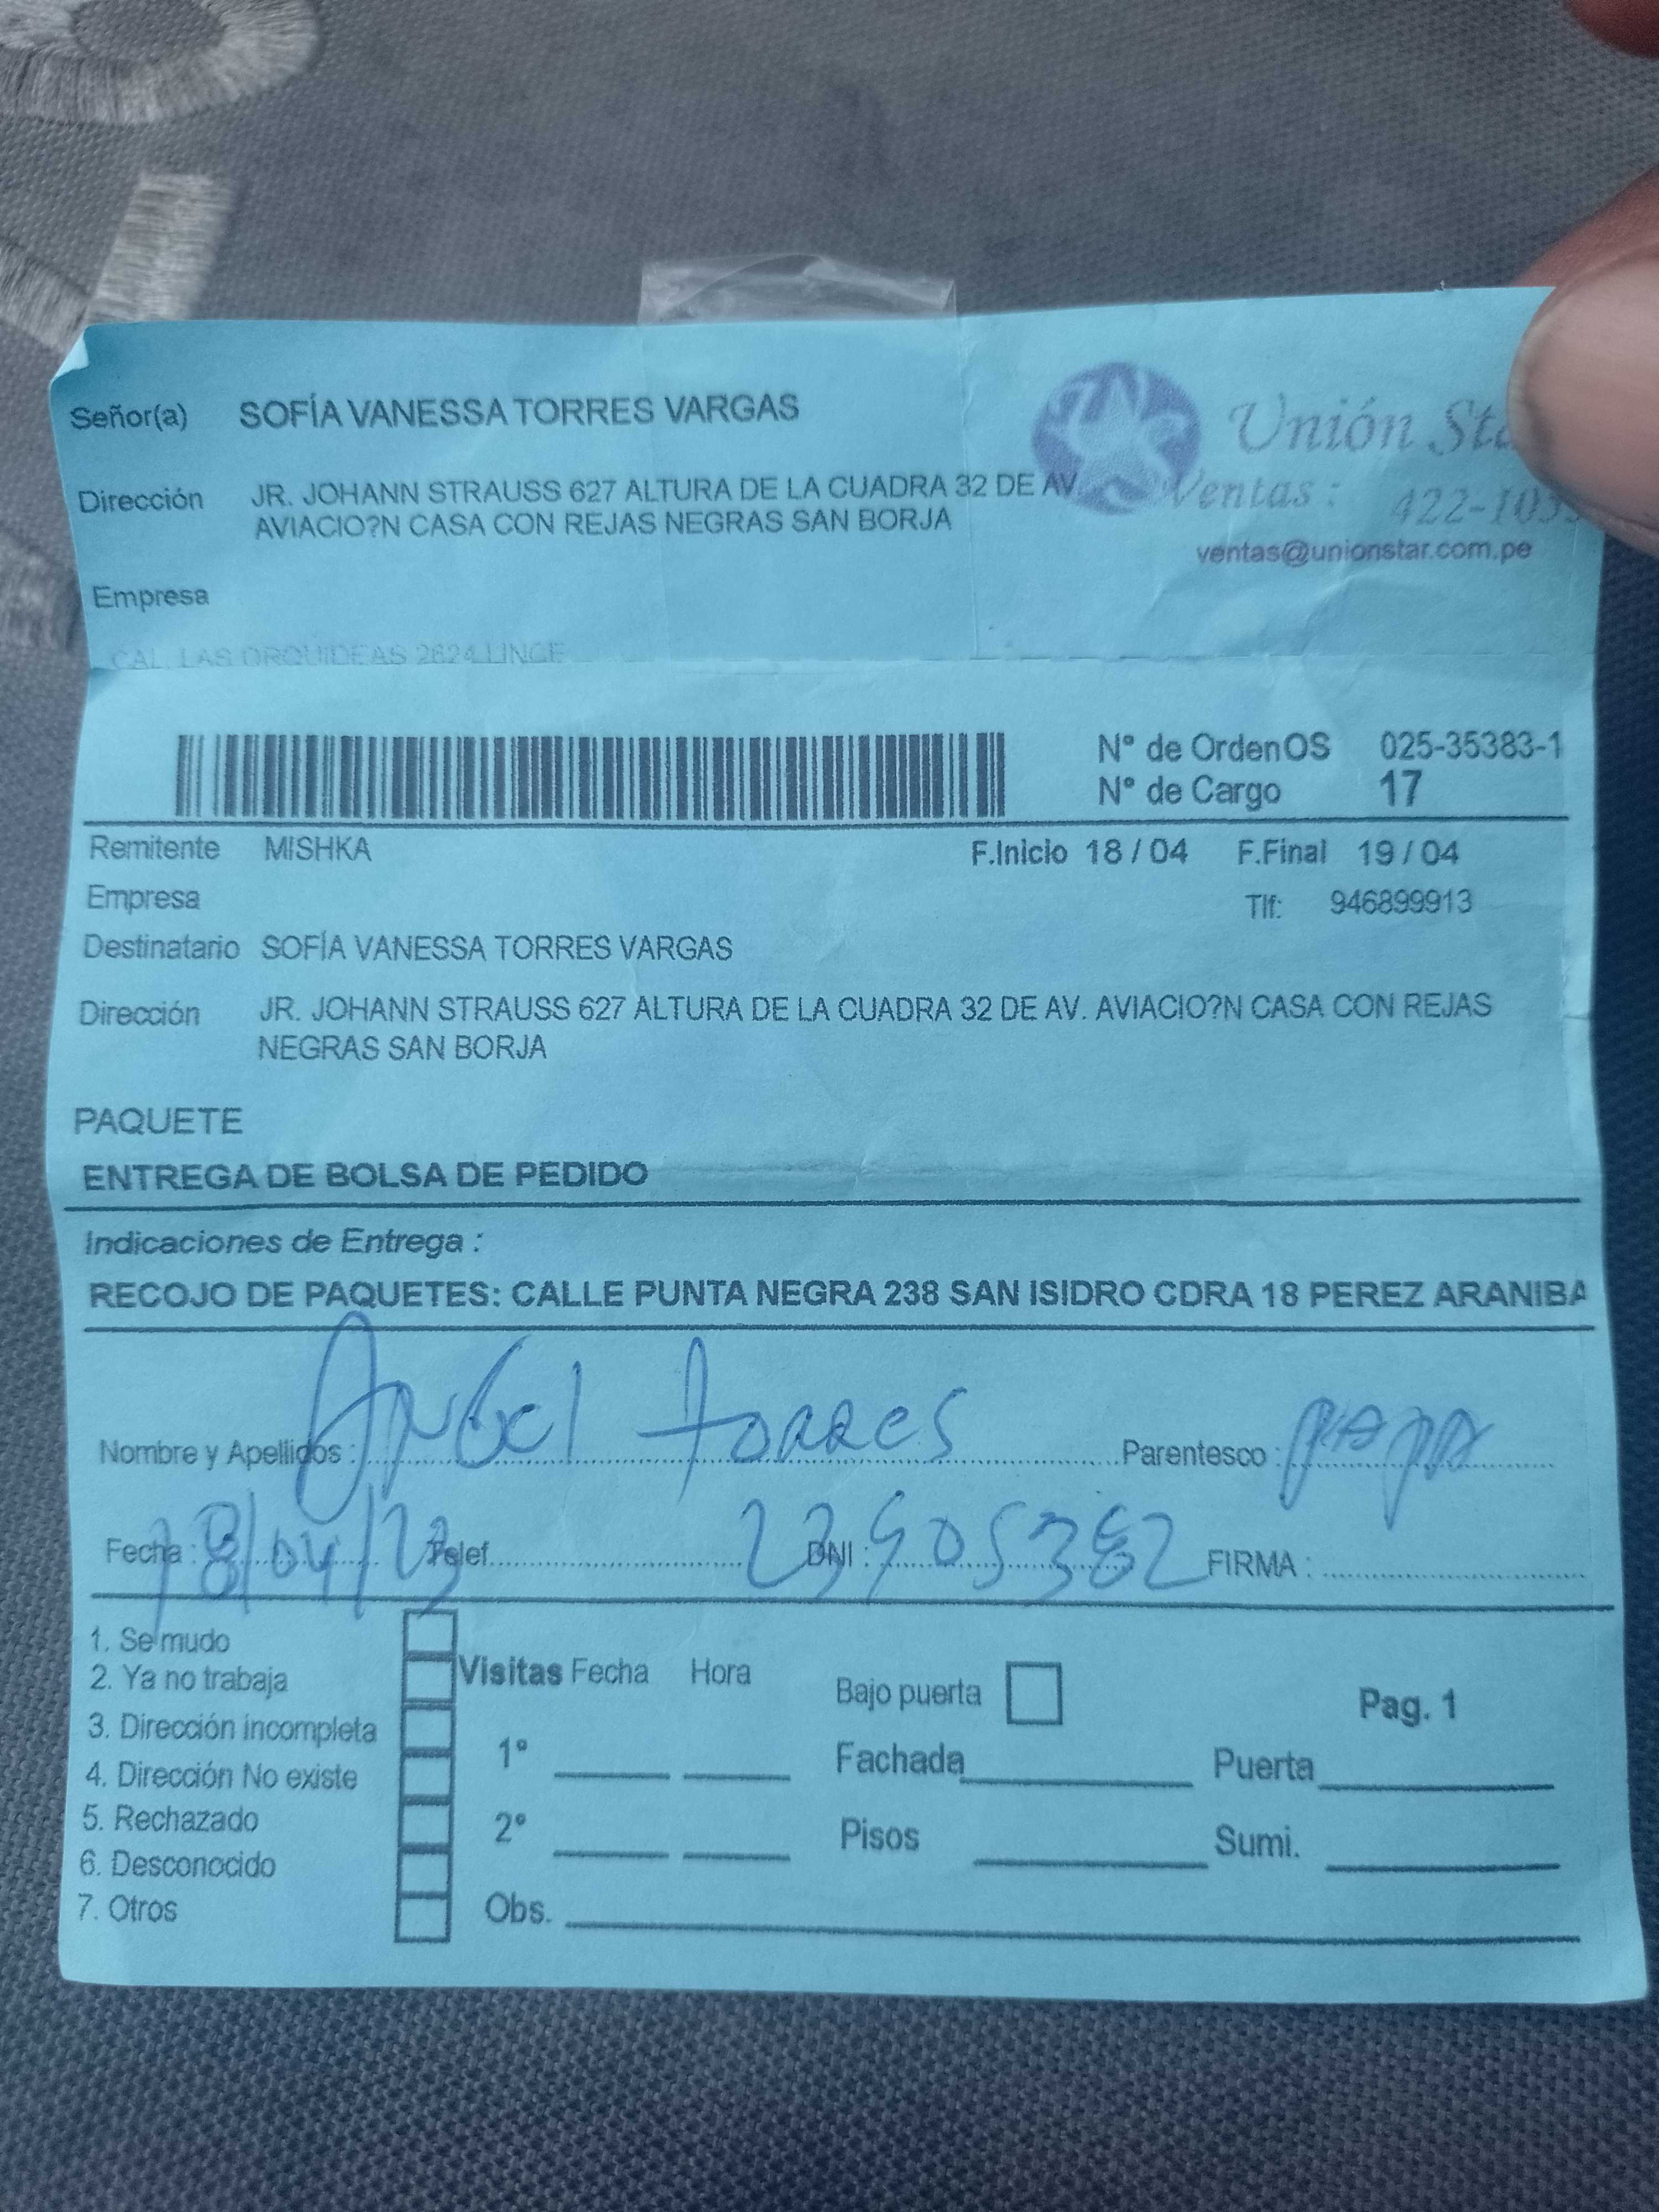 Señor(a) SOFÍA VANESSA TORRES VARGAS
Unión
Dirección JR. JOHANN STRAUSS 627 ALTURA DE LA CUADRA 32 DE AV.
Ventas : 422-103
AVIACIO?N CASA CON REJAS NEGRAS SAN BORJA
ventas@unionstar.com.pe
Empresa
CAL. LAS ORQUIDEAS 2624 LINCE
N° de OrdenOS 025-35383-1
N° de Cargo 17
Remitente MISHKA F.Inicio 18 / 04 F.Final 19 / 04
Empresa Tlf: 946899913
Destinatario SOFÍA VANESSA TORRES VARGAS
Dirección JR. JOHANN STRAUSS 627 ALTURA DE LA CUADRA 32 DE AV. AVIACIO?N CASA CON REJAS
NEGRAS SAN BORJA
PAQUETE
ENTREGA DE BOLSA DE PEDIDO
Indicaciones de Entrega :
RECOJO DE PAQUETES: CALLE PUNTA NEGRA 238 SAN ISIDRO CDRA 18 PEREZ ARANIBA
Nombre y Apellidos : Angel Torres Parentesco : papa
Fecha : 18/04/23 Telef. DNI : 23905382 FIRMA :
1. Se mudo
2. Ya no trabaja
3. Dirección incompleta
4. Dirección No existe
5. Rechazado
6. Desconocido
7. Otros
Visitas Fecha Hora
1°
2°
Obs.
Bajo puerta Pag. 1
Fachada Puerta
Pisos Sumi.